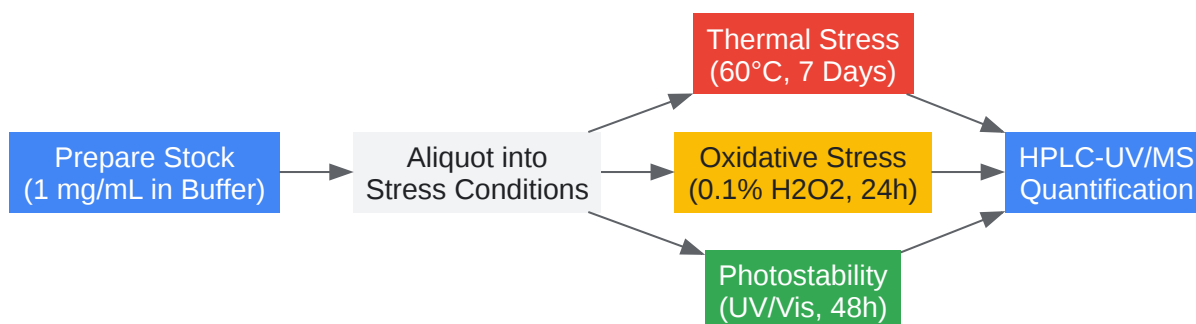 Prepare Stock
(1 mg/mL in Buffer)
Aliquot into
Stress Conditions
Thermal Stress
(60°C, 7 Days)
Oxidative Stress
(0.1% H2O2, 24h)
Photostability
(UV/Vis, 48h)
HPLC-UV/MS
Quantification